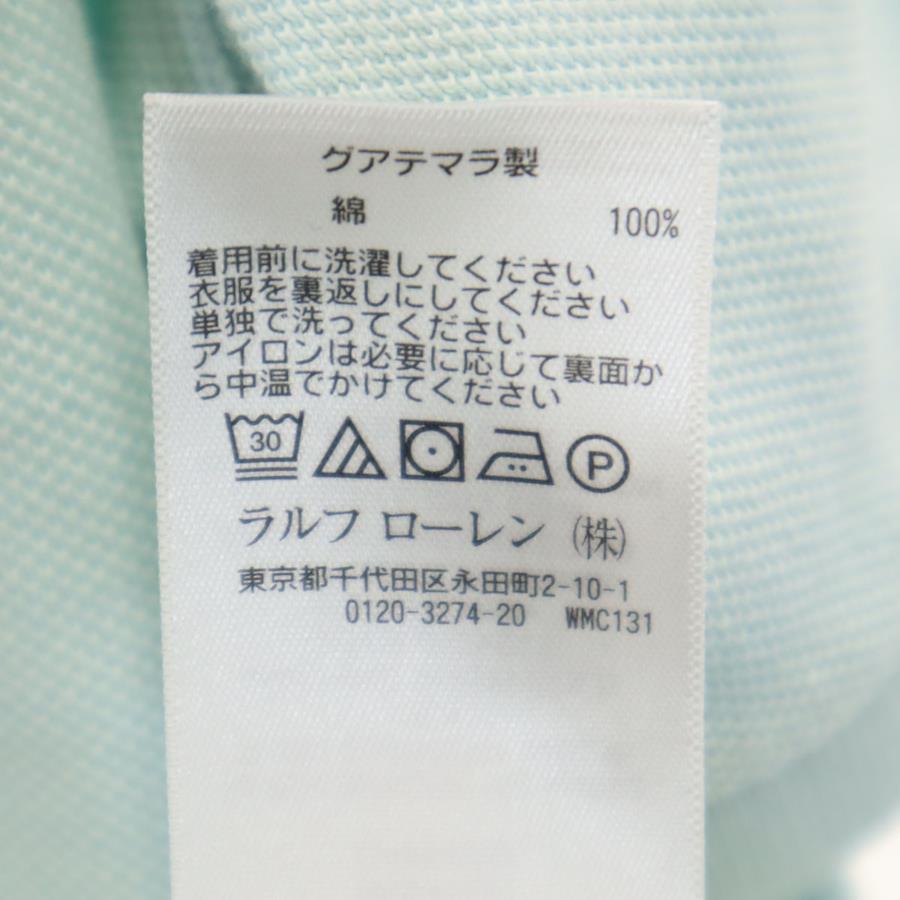 グアテマラ製
綿 100%
着用前に洗濯してください
衣服を裏返しにしてください
単独で洗ってください
アイロンは必要に応じて裏面か
ら中温でかけてください
30 P
ラルフ ローレン (株)
東京都千代田区永田町2-10-1
0120-3274-20 WMC131